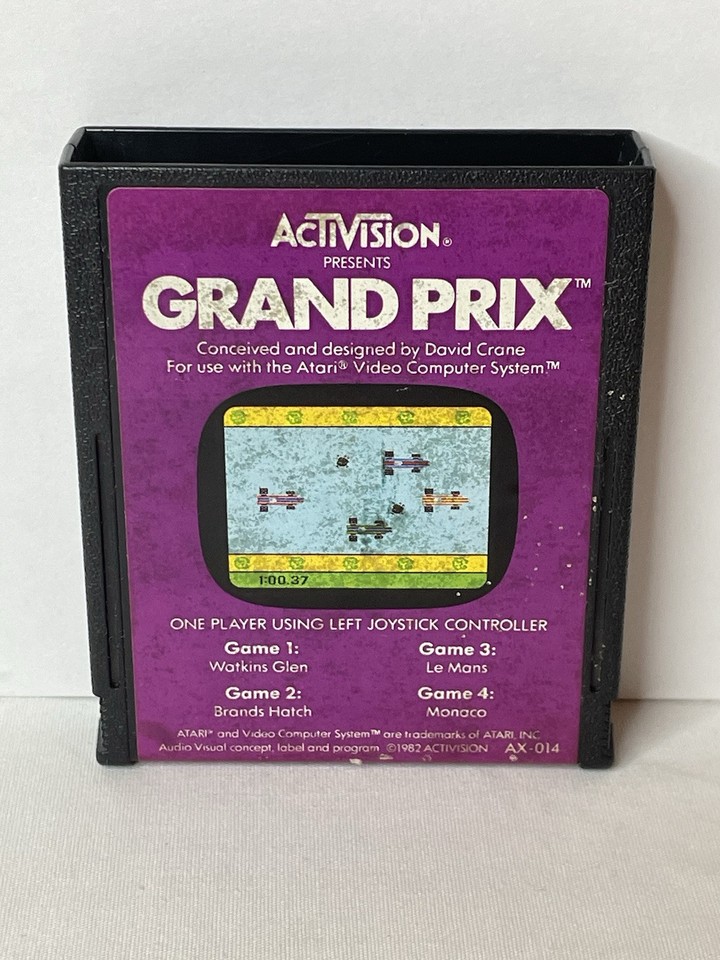 ACTIVISION®
PRESENTS
GRAND PRIX™
Conceived and designed by David Crane
For use with the Atari® Video Computer System™
1:00.37
ONE PLAYER USING LEFT JOYSTICK CONTROLLER
Game 1: Game 3:
Watkins Glen Le Mans
Game 2: Game 4:
Brands Hatch Monaco
ATARI® and Video Computer System™ are trademarks of ATARI, INC.
Audio Visual concept, label and program ©1982 ACTIVISION AX-014